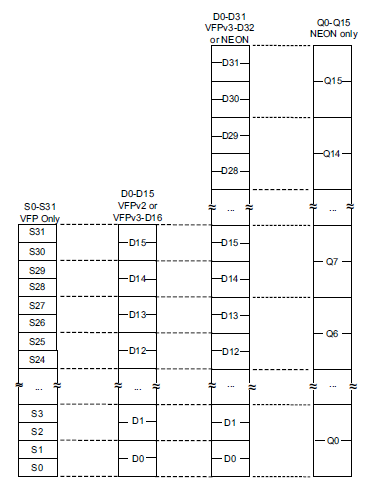 D0-D31
VFPv3-D32
or NEON
Q0-Q15
NEON only
D31
D30
D29
D28
...
D15
D14
D13
D12
...
D1
D0
Q15
Q14
...
Q7
Q6
...
Q0
S0-S31
VFP Only
S31
S30
S29
S28
S27
S26
S25
S24
...
S3
S2
S1
S0
D0-D15
VFPv2 or
VFPv3-D16
D15
D14
D13
D12
...
D1
D0